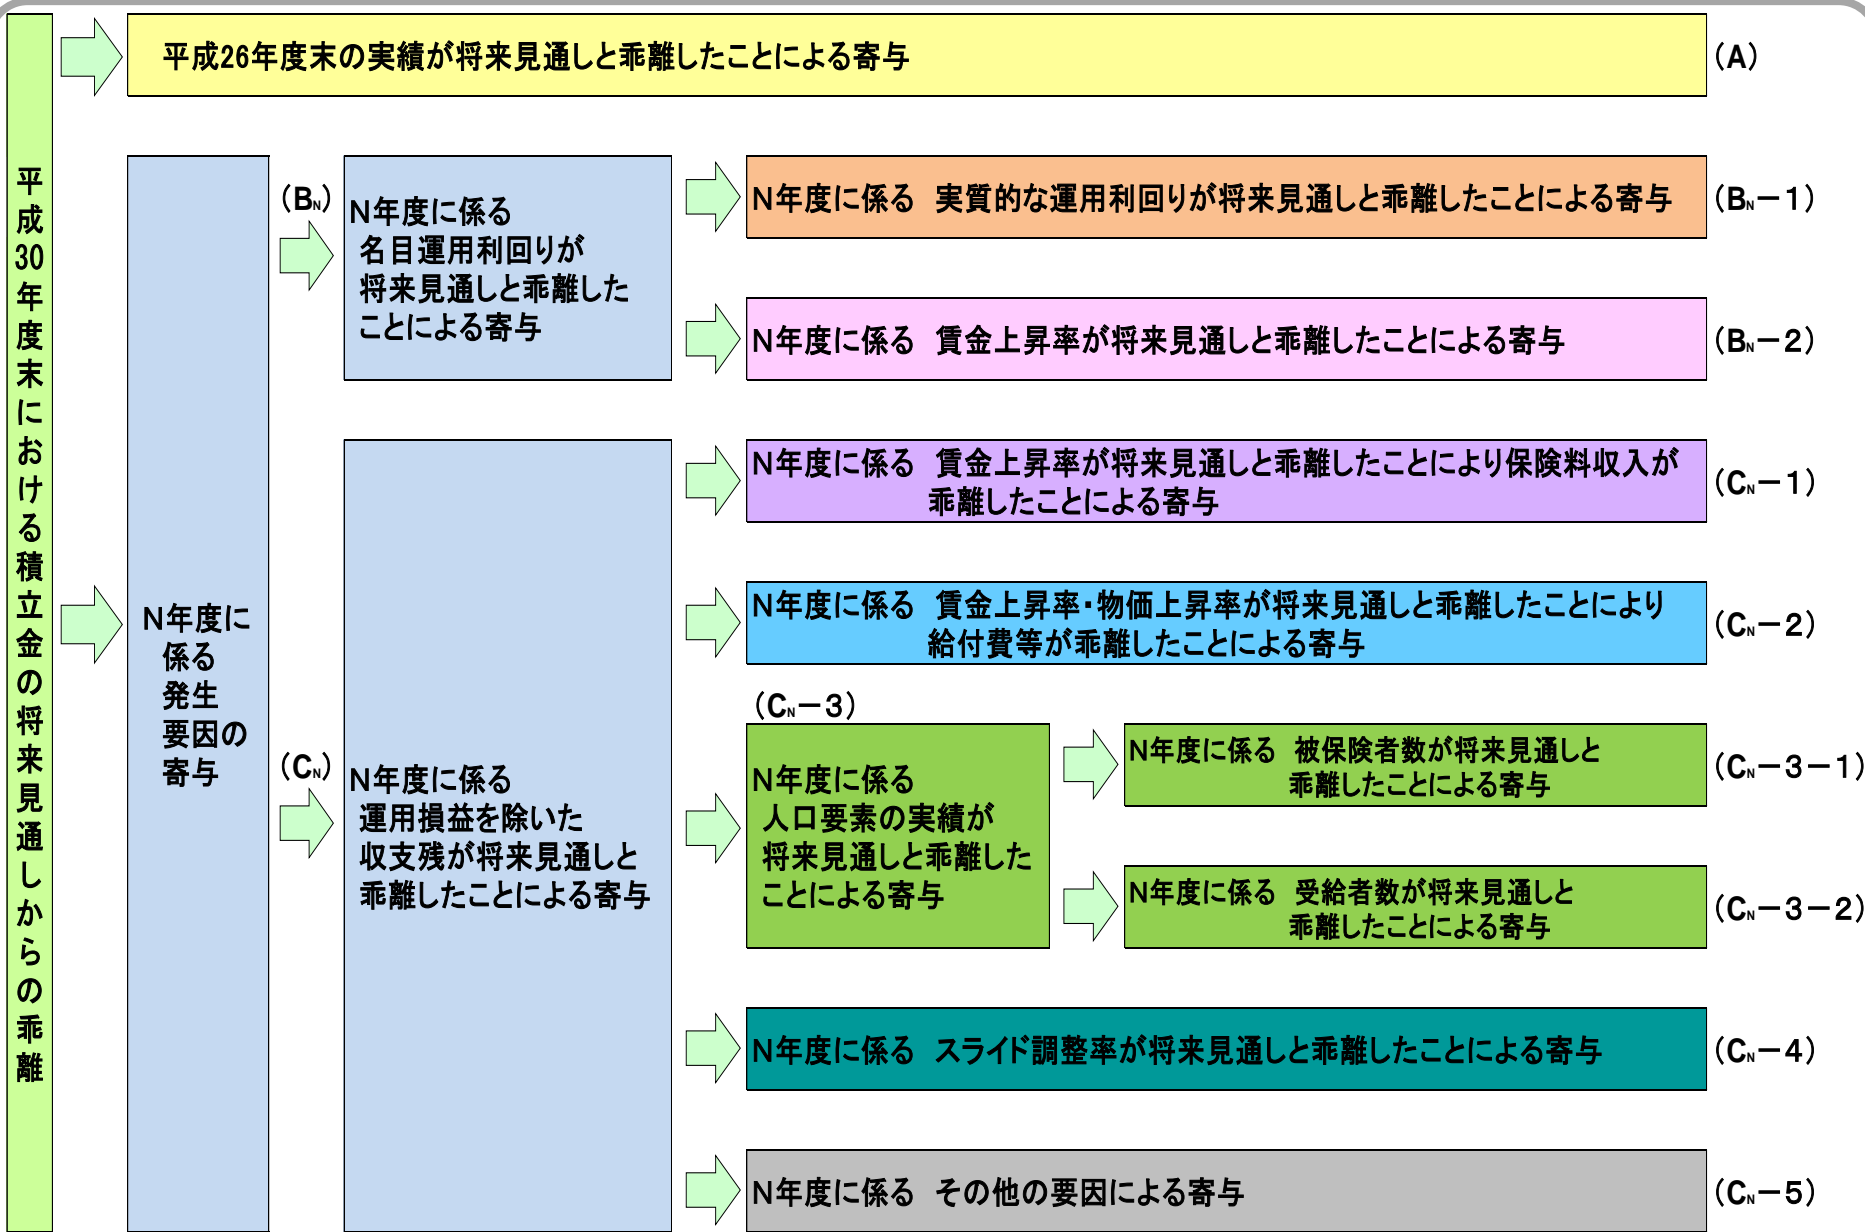 平成30年度末における積立金の将来見通しからの乖離
平成26年度末の実績が将来見通しと乖離したことによる寄与
(A)
N年度に
係る
発生
要因の
寄与
(BN)
N年度に係る
名目運用利回りが
将来見通しと乖離した
ことによる寄与
N年度に係る 実質的な運用利回りが将来見通しと乖離したことによる寄与
(BN－1)
N年度に係る 賃金上昇率が将来見通しと乖離したことによる寄与
(BN－2)
(CN)
N年度に係る
運用損益を除いた
収支残が将来見通しと
乖離したことによる寄与
N年度に係る 賃金上昇率が将来見通しと乖離したことにより保険料収入が
乖離したことによる寄与
(CN－1)
N年度に係る 賃金上昇率・物価上昇率が将来見通しと乖離したことにより
給付費等が乖離したことによる寄与
(CN－2)
(CN－3)
N年度に係る
人口要素の実績が
将来見通しと乖離した
ことによる寄与
N年度に係る 被保険者数が将来見通しと
乖離したことによる寄与
(CN－3－1)
N年度に係る 受給者数が将来見通しと
乖離したことによる寄与
(CN－3－2)
N年度に係る スライド調整率が将来見通しと乖離したことによる寄与
(CN－4)
N年度に係る その他の要因による寄与
(CN－5)